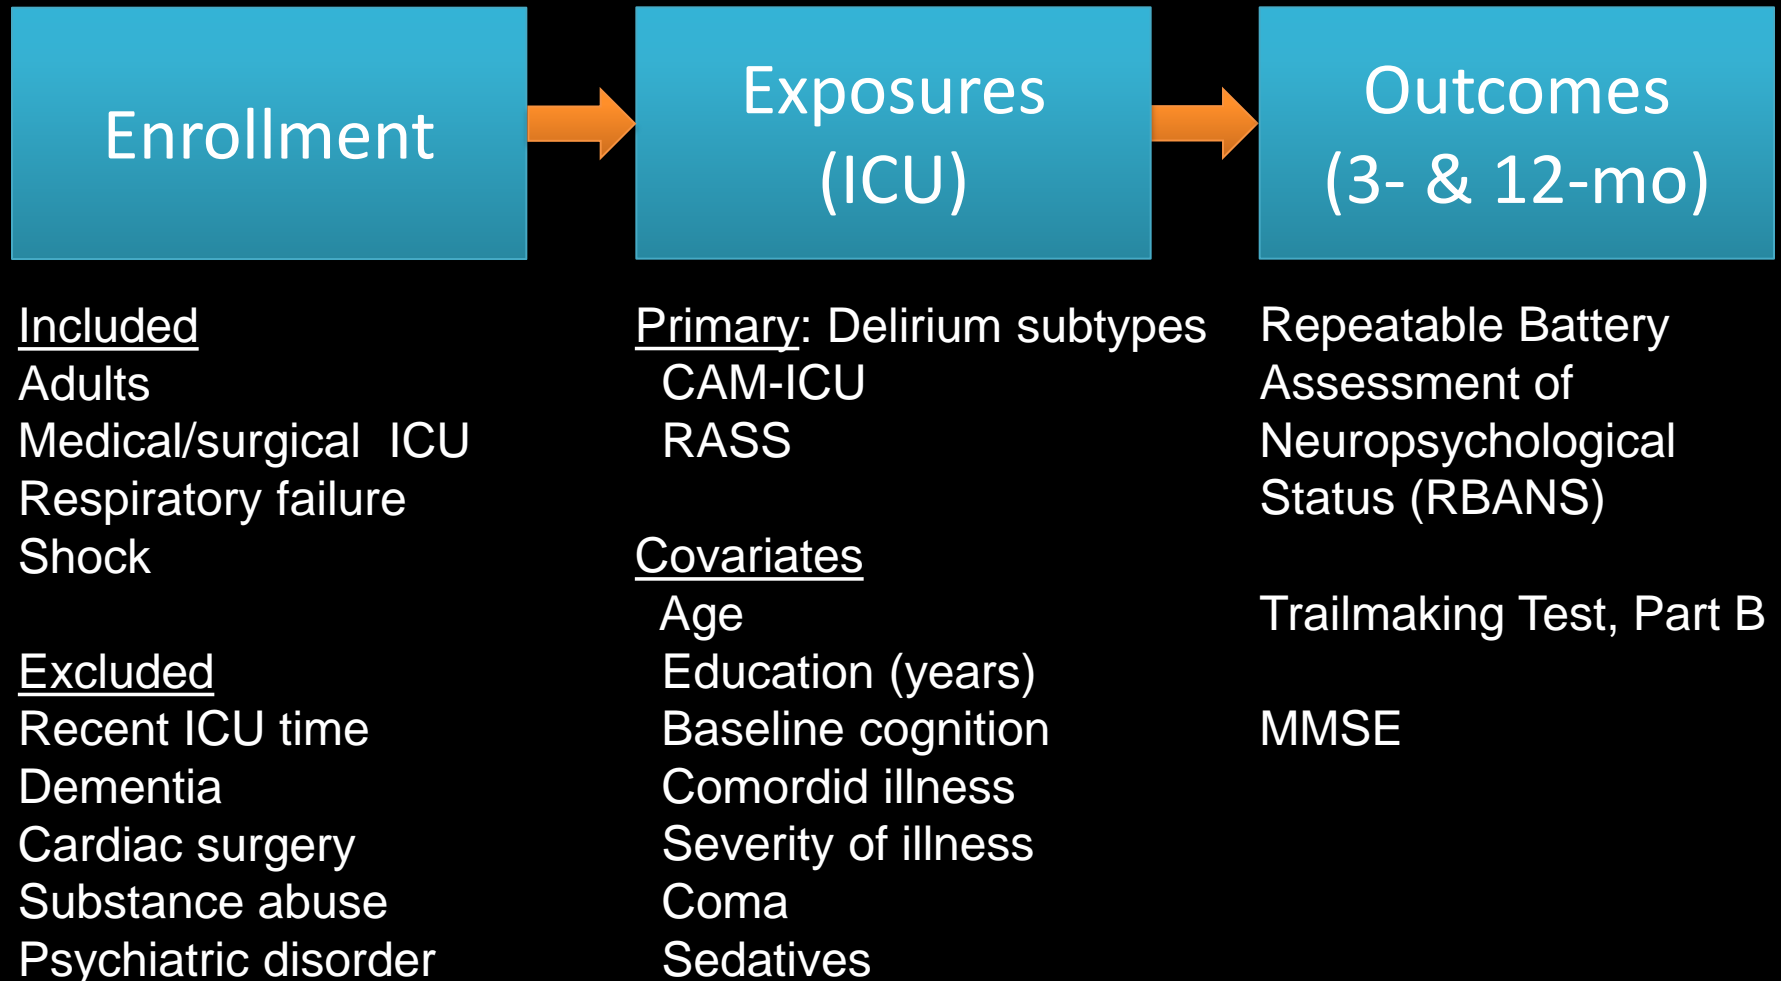 Enrollment
Exposures
(ICU)
Outcomes
(3- & 12-mo)
Included
Adults
Medical/surgical ICU
Respiratory failure
Shock
Excluded
Recent ICU time
Dementia
Cardiac surgery
Substance abuse
Psychiatric disorder
Primary: Delirium subtypes
CAM-ICU
RASS
Covariates
Age
Education (years)
Baseline cognition
Comordid illness
Severity of illness
Coma
Sedatives
Repeatable Battery
Assessment of
Neuropsychological
Status (RBANS)
Trailmaking Test, Part B
MMSE